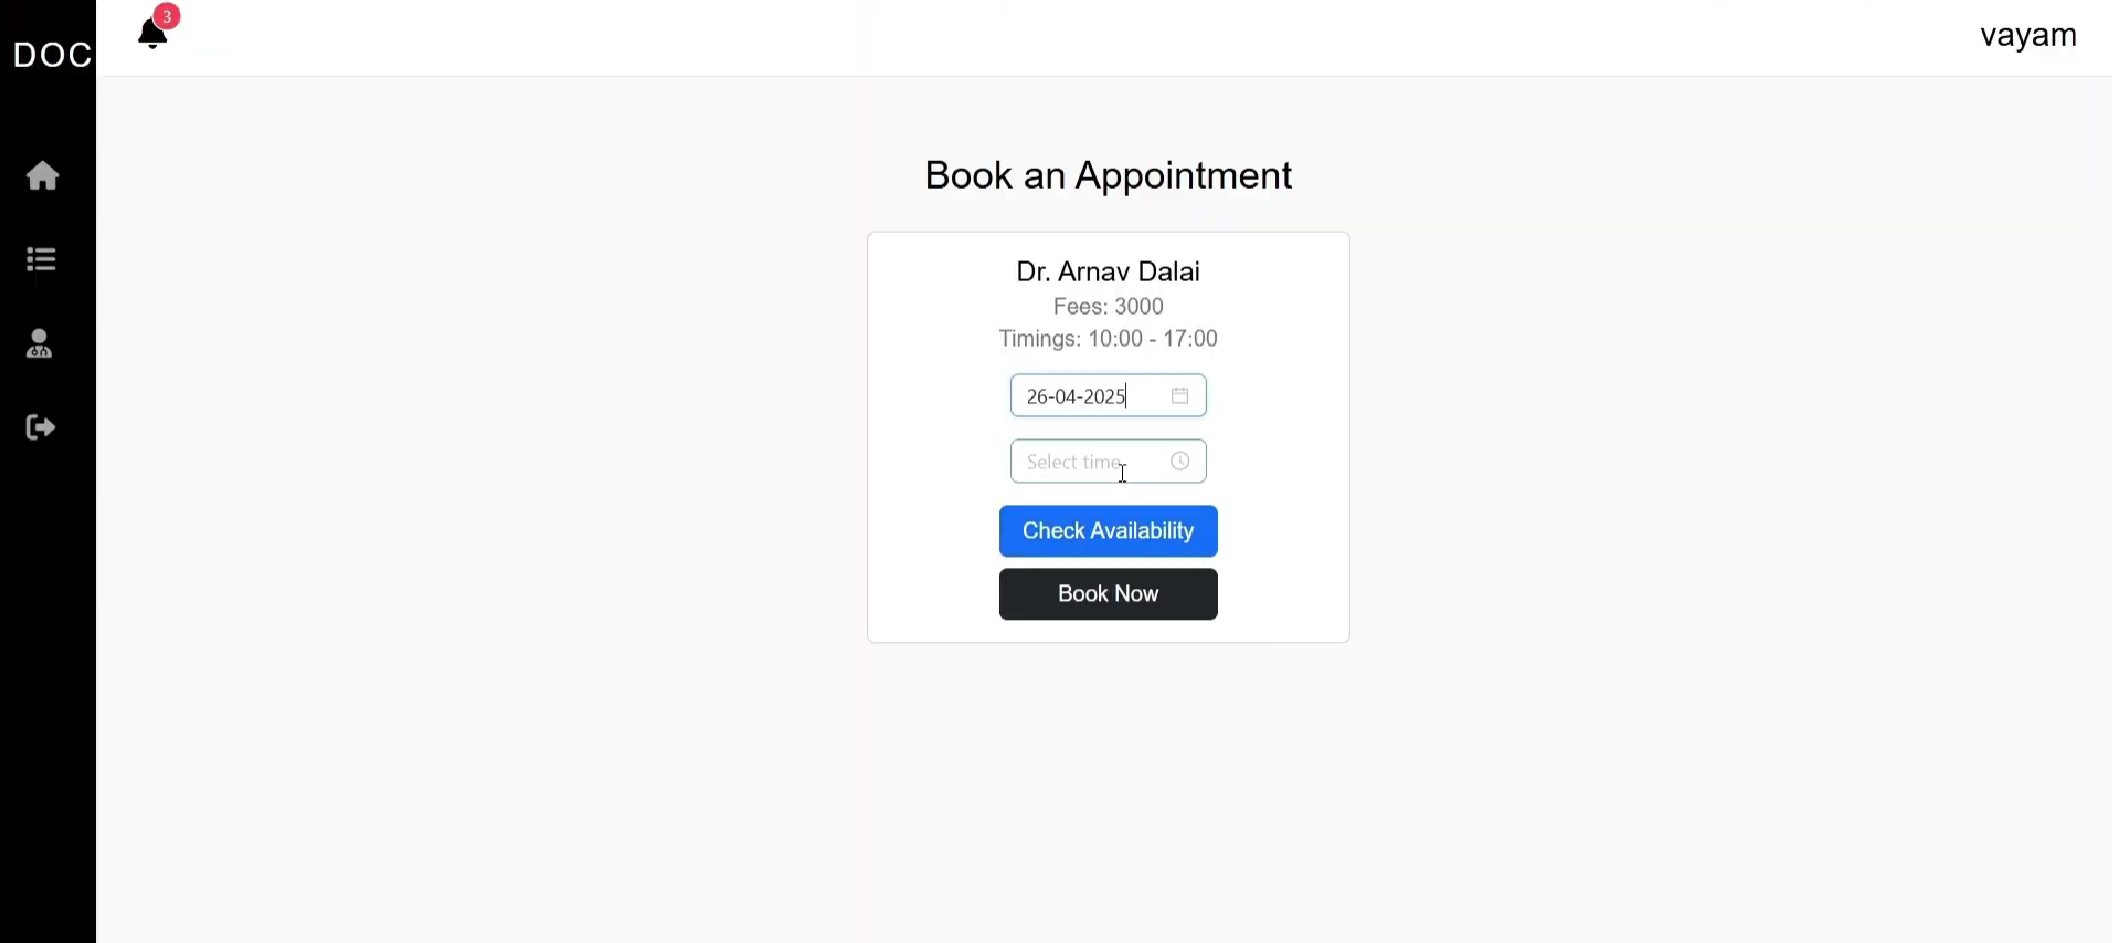 DOC
3
vayam
Book an Appointment
Dr. Arnav Dalai
Fees: 3000
Timings: 10:00 - 17:00
26-04-2025
Select time
Check Availability
Book Now